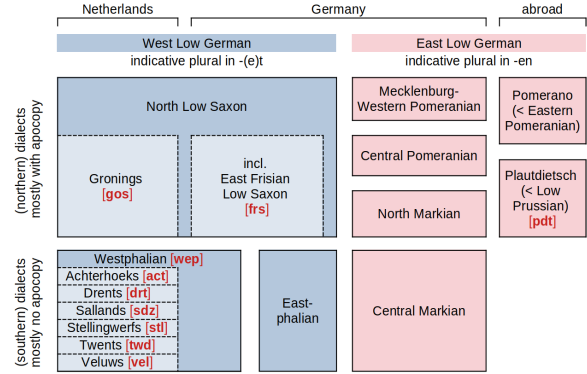 Netherlands
Germany
abroad
West Low German
East Low German
indicative plural in -(e)t
indicative plural in -en
(northern) dialects
mostly with apocopy
North Low Saxon
Gronings
[gos]
incl.
East Frisian
Low Saxon
[frs]
Mecklenburg-
Western Pomeranian
Central Pomeranian
North Markian
Pomerano
(< Eastern
Pomeranian)
Plautdietsch
(< Low
Prussian)
[pdt]
(southern) dialects
mostly no apocopy
Westphalian [wep]
Achterhoeks [act]
Drents [drt]
Sallands [sdz]
Stellingwerfs [stl]
Twents [twd]
Veluws [vel]
East-
phalian
Central Markian